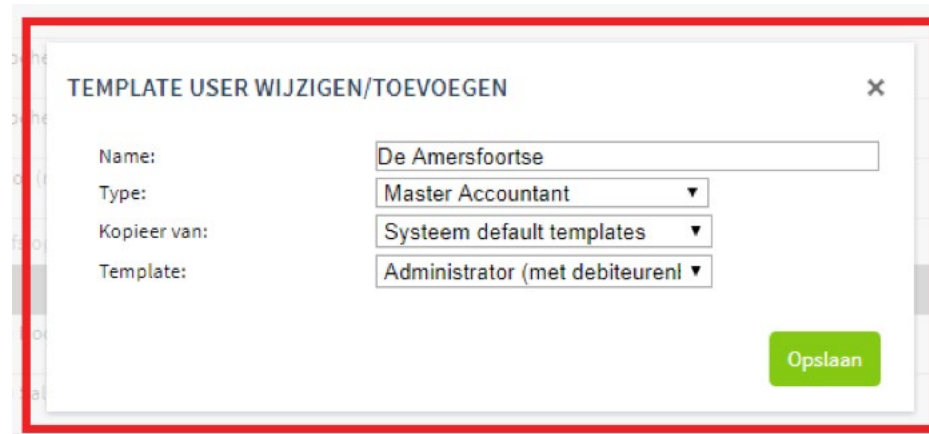 TEMPLATE USER WIJZIGEN/TOEVOEGEN ×
Name: De Amersfoortse
Type: Master Accountant
Kopieer van: Systeem default templates
Template: Administrator (met
Opslaan